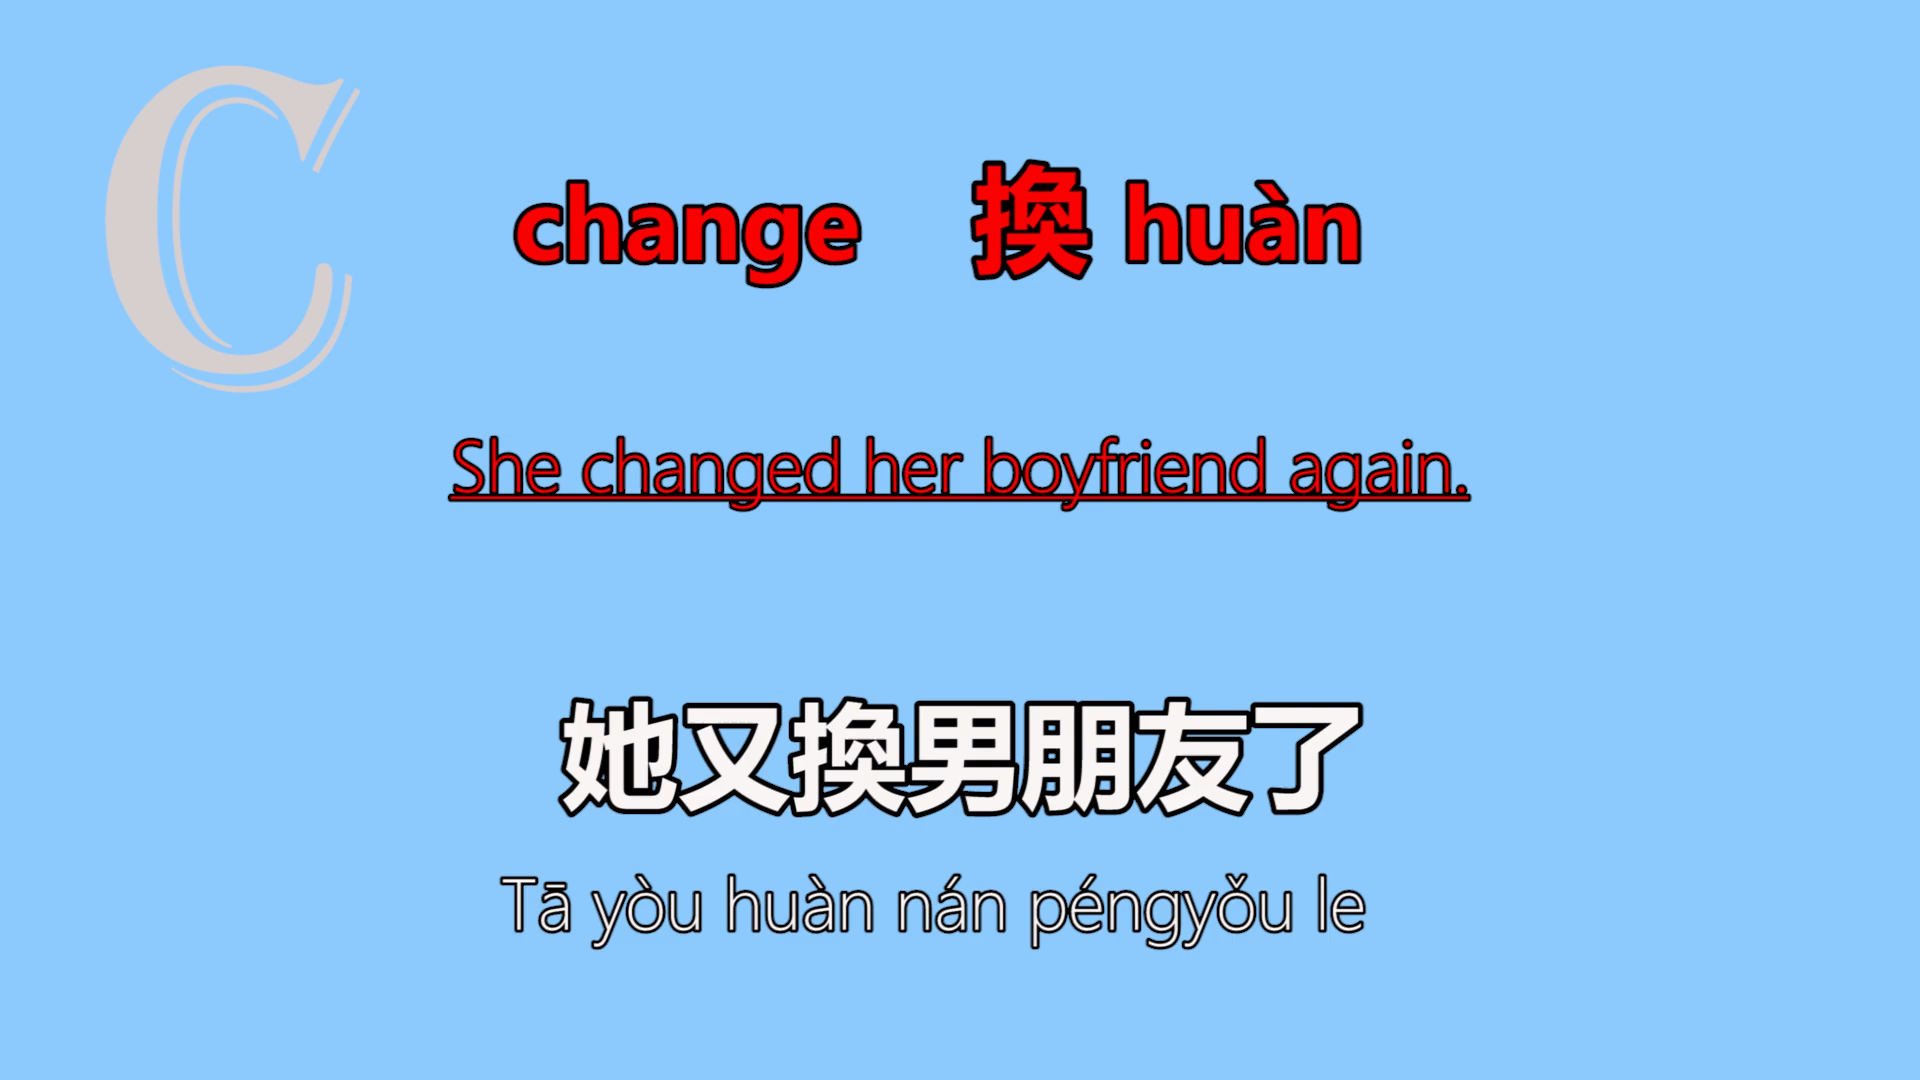 C
change 換 huàn
She changed her boyfriend again.
她又換男朋友了
Tā yòu huàn nán péngyǒu le